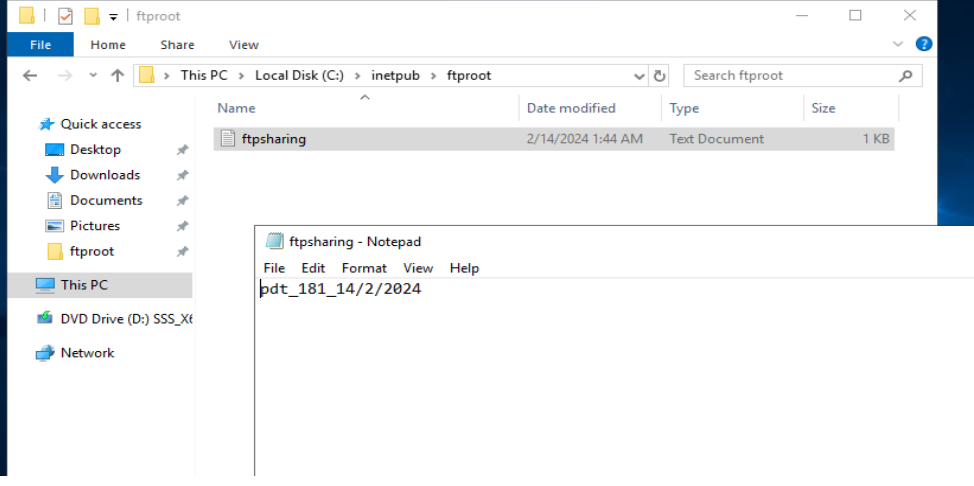 ftproot
File Home Share View
This PC Local Disk (C:) inetpub ftproot
Search ftproot
Name Date modified Type Size
Quick access
ftpsharing 2/14/2024 1:44 AM Text Document 1 KB
Desktop
Downloads
Documents
Pictures
ftproot
This PC
DVD Drive (D:) SSS_X6
Network
ftpsharing - Notepad
File Edit Format View Help
pdt_181_14/2/2024